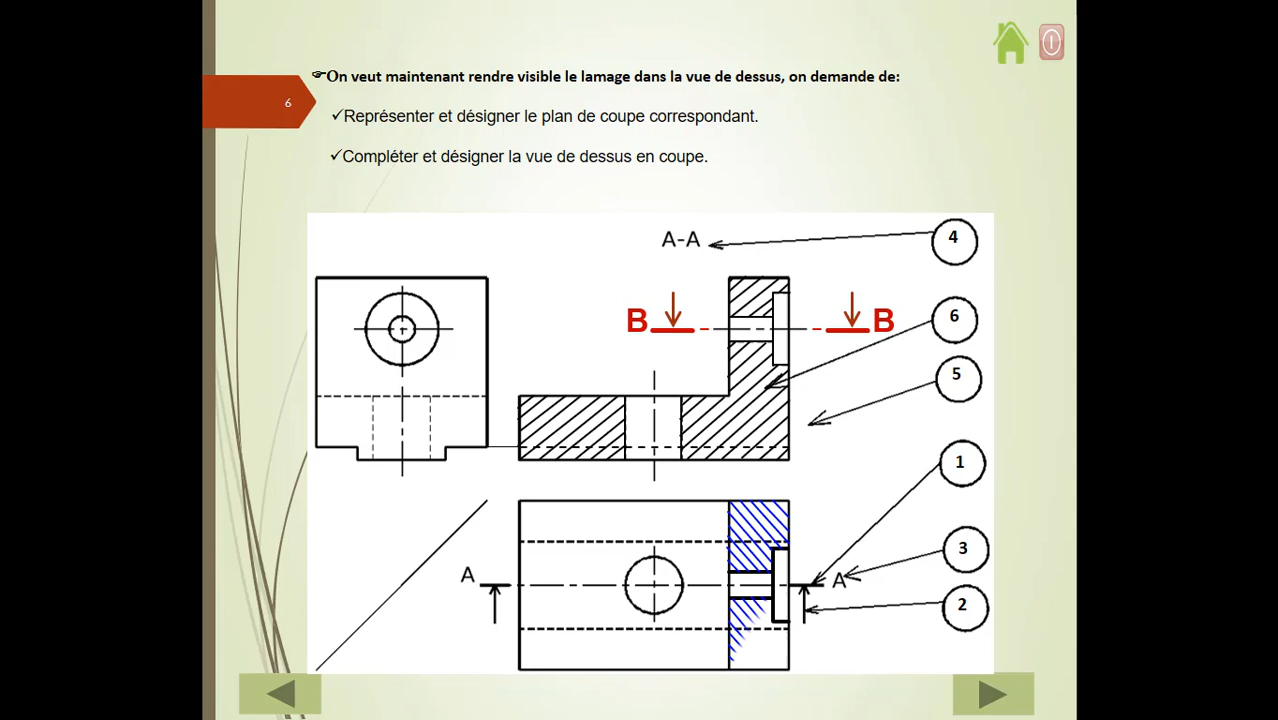 On veut maintenant rendre visible le lamage dans la vue de dessus, on demande de:
6
Représenter et désigner le plan de coupe correspondant.
Compléter et désigner la vue de dessus en coupe.
A-A
4
B
B
6
5
1
3
A
A
2